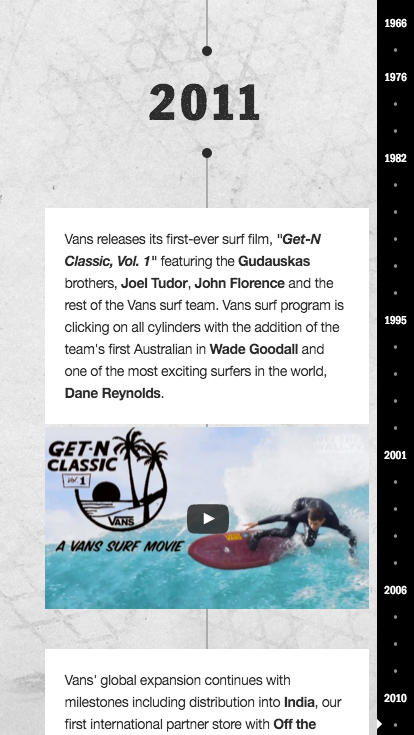 2011
Vans releases its first-ever surf film, "Get-N
Classic, Vol. 1" featuring the Gudauskas
brothers, Joel Tudor, John Florence and the
rest of the Vans surf team. Vans surf program is
clicking on all cylinders with the addition of the
team's first Australian in Wade Goodall and
one of the most exciting surfers in the world,
Dane Reynolds.
GET-N
CLASSIC
Vol. 1
VANS
A VANS SURF MOVIE
Vans' global expansion continues with
milestones including distribution into India, our
first international partner store with Off the
1966
1976
1982
1995
2001
2006
2010